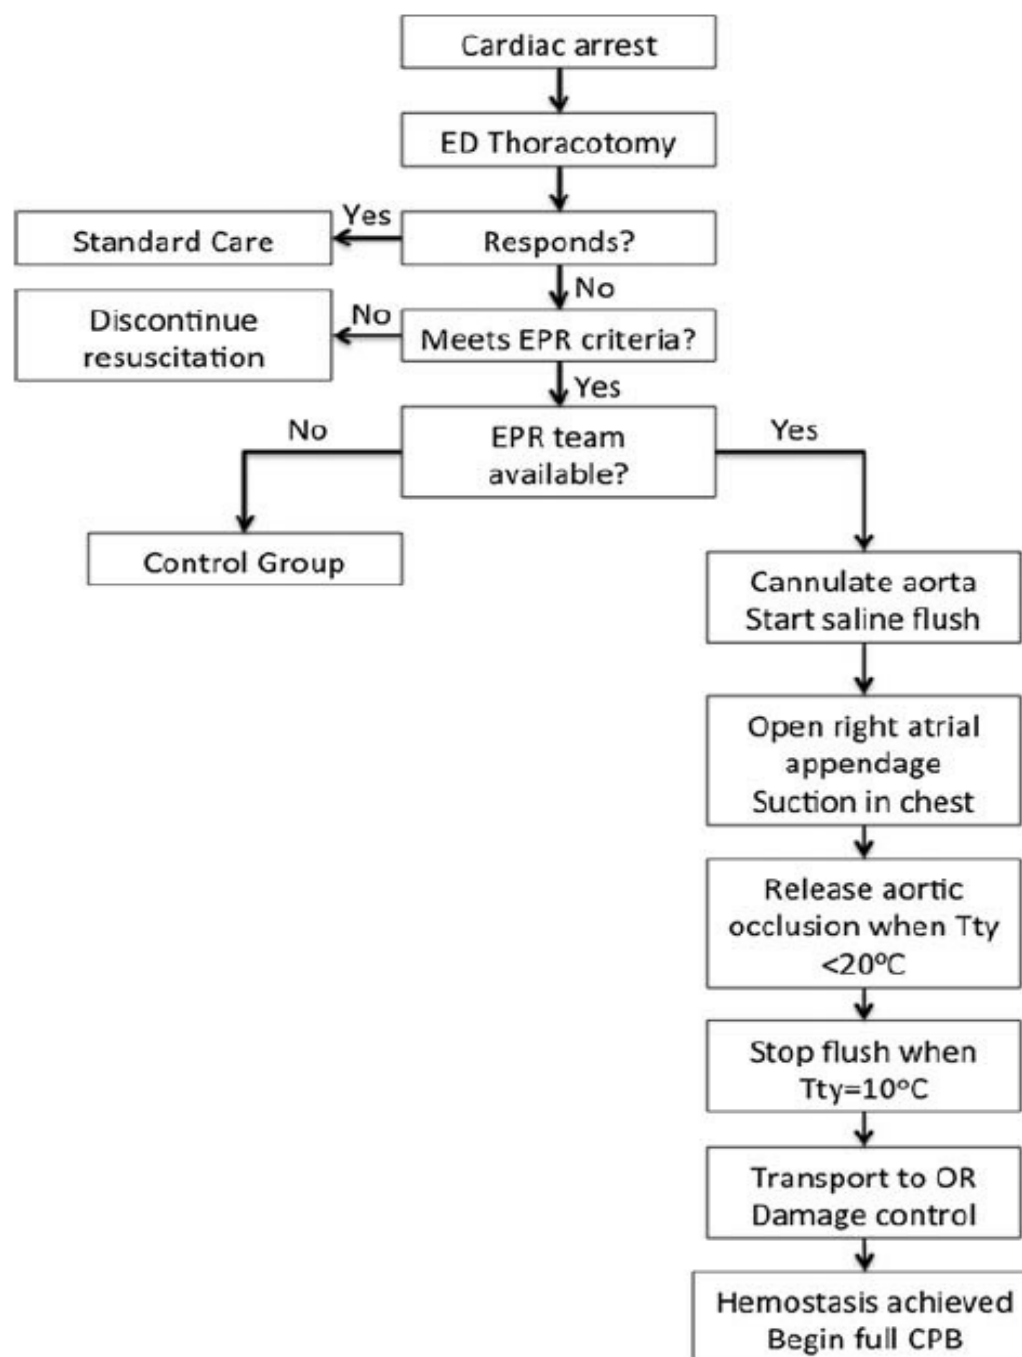 Cardiac arrest
ED Thoracotomy
Yes
Standard Care
Responds?
No
Discontinue
resuscitation
No
Meets EPR criteria?
Yes
No
EPR team
available?
Yes
Control Group
Cannulate aorta
Start saline flush
Open right atrial
appendage
Suction in chest
Release aortic
occlusion when Tty
<20°C
Stop flush when
Tty=10°C
Transport to OR
Damage control
Hemostasis achieved
Begin full CPB